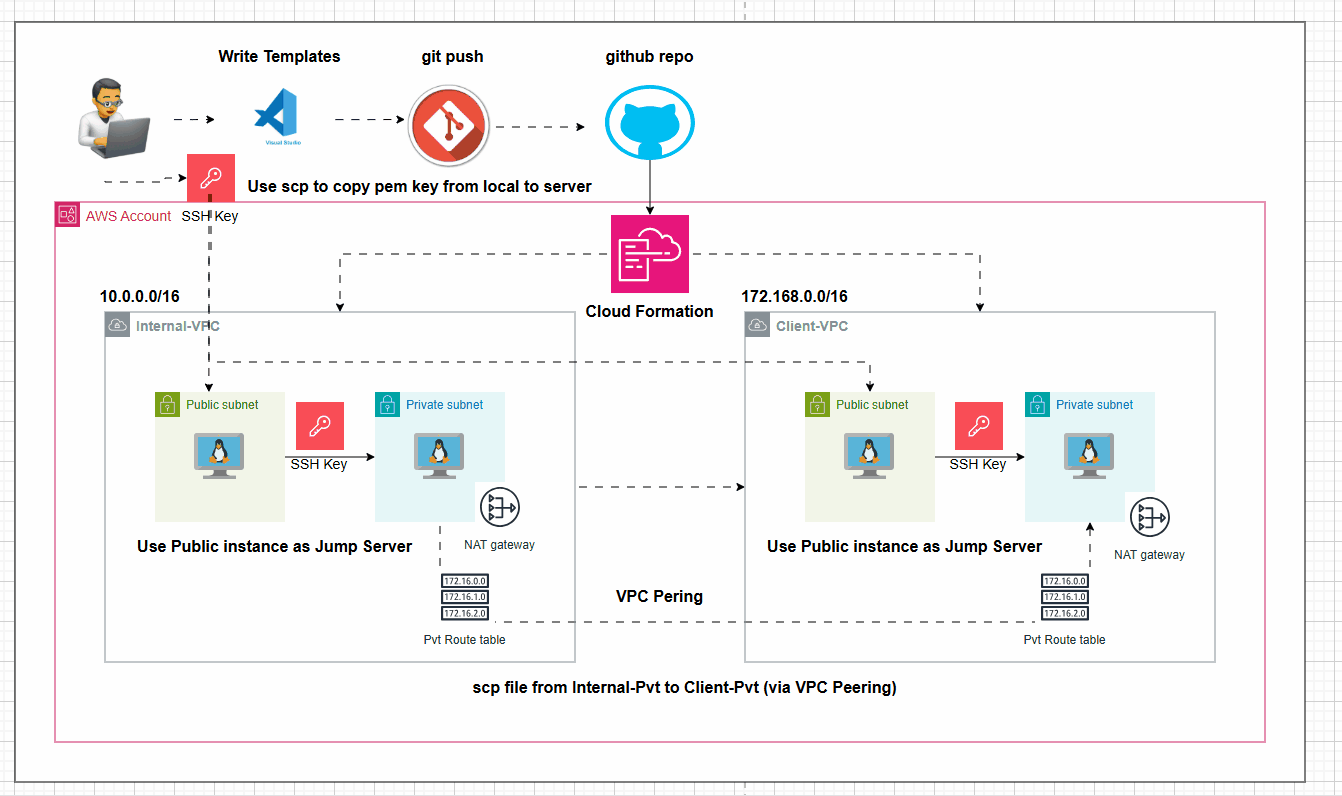 Write Templates
git push
github repo
Visual Studio
Use scp to copy pem key from local to server
AWS Account
SSH Key
10.0.0.0/16
Cloud Formation
172.168.0.0/16
Internal-VPC
Client-VPC
Public subnet
Private subnet
Public subnet
Private subnet
SSH Key
SSH Key
Use Public instance as Jump Server
NAT gateway
Use Public instance as Jump Server
NAT gateway
172.16.0.0
172.16.1.0
172.16.2.0
Pvt Route table
VPC Pering
172.16.0.0
172.16.1.0
172.16.2.0
Pvt Route table
scp file from Internal-Pvt to Client-Pvt (via VPC Peering)